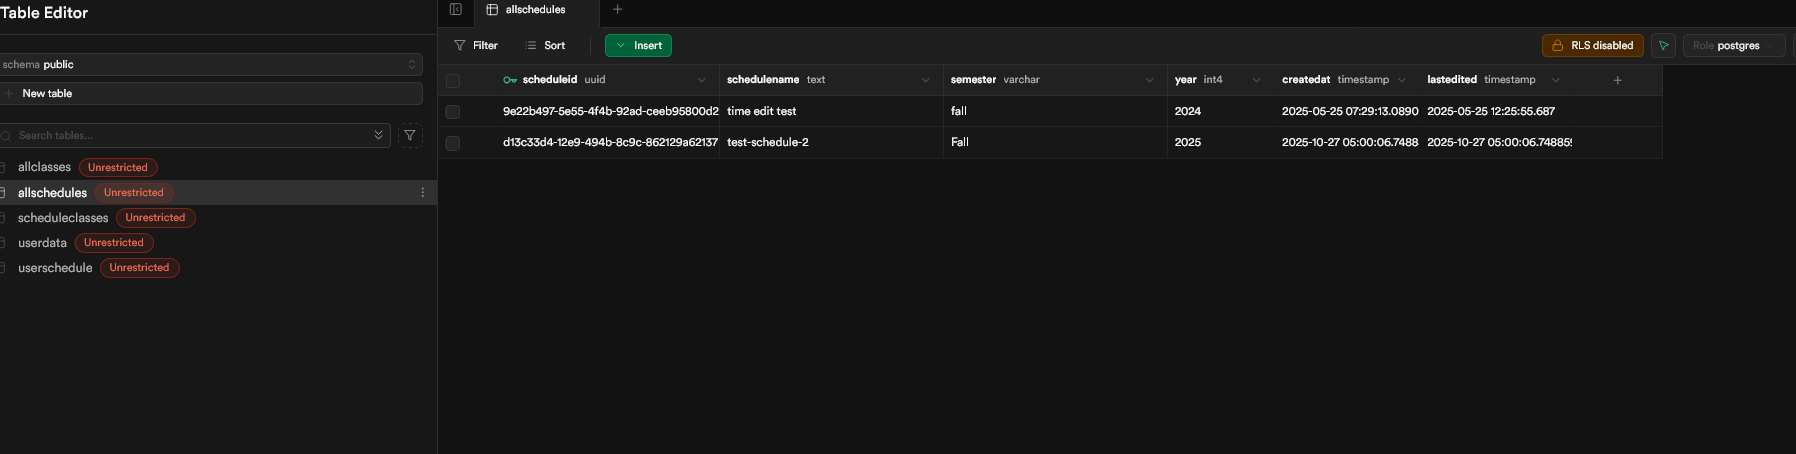 Table Editor
schema public
New table
Search tables...
allclasses Unrestricted
allschedules Unrestricted
scheduleclasses Unrestricted
userdata Unrestricted
userschedule Unrestricted
allschedules
Filter Sort Insert RLS disabled Role postgres
scheduleid uuid schedulename text semester varchar year int4 createdat timestamp lastedited timestamp
9e22b497-5e55-4f4b-92ad-ceeb95800d2 time edit test fall 2024 2025-05-25 07:29:13.0890 2025-05-25 12:25:55.687
d13c33d4-12e9-494b-8c9c-862129a62137 test-schedule-2 Fall 2025 2025-10-27 05:00:06.7488 2025-10-27 05:00:06.74885